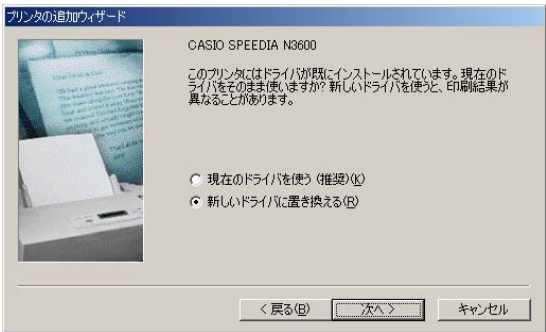 プリンタの追加ウィザード
CASIO SPEEDIA N3600
このプリンタにはドライバが既にインストールされています。現在のド
ライバをそのまま使いますか? 新しいドライバを使うと、印刷結果が
異なることがあります。
現在のドライバを使う (推奨)(K)
新しいドライバに置き換える(R)
< 戻る(B)
次へ >
キャンセル